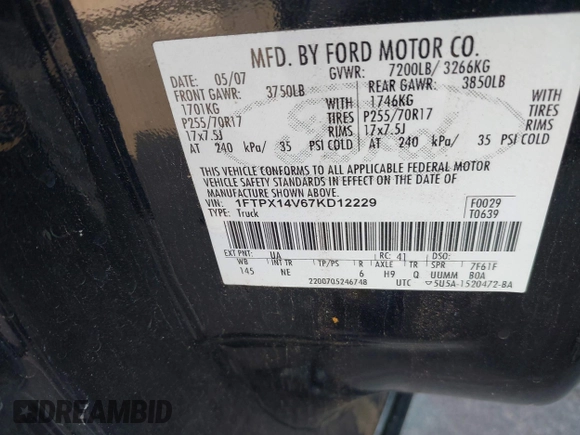 MFD. BY FORD MOTOR CO.
DATE: 05/07 GVWR: 7200LB/ 3266KG
FRONT GAWR: 3750LB REAR GAWR: 3850LB
1701KG WITH 1746KG WITH
P255/70R17 TIRES P255/70R17 TIRES
17x7.5J RIMS 17x7.5J RIMS
AT 240 kPa/ 35 PSI COLD AT 240 kPa/ 35 PSI COLD
THIS VEHICLE CONFORMS TO ALL APPLICABLE FEDERAL MOTOR
VEHICLE SAFETY STANDARDS IN EFFECT ON THE DATE OF
MANUFACTURE SHOWN ABOVE.
VIN: 1FTPX14V67KD12229 F0029
TYPE: Truck T0639
EXT PNT: UA RC: 41 DSO:
WB INT TR TP/PS R AXLE TR SPR 7F61F
145 NE 6 H9 Q UUMM B0A
2200705246748 UTC 5U5A-1520472-BA
DREAMBID